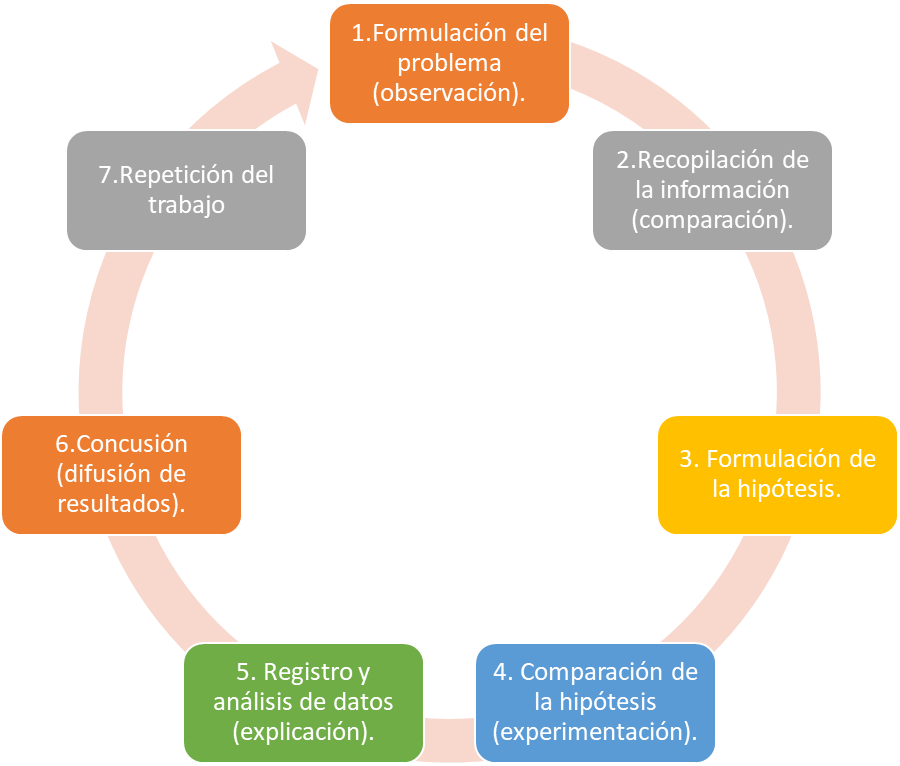 1.Formulación del
problema
(observación).
2.Recopilación de
la información
(comparación).
3. Formulación de
la hipótesis.
4. Comparación de
la hipótesis
(experimentación).
5. Registro y
análisis de datos
(explicación).
6.Concusión
(difusión de
resultados).
7.Repetición del
trabajo